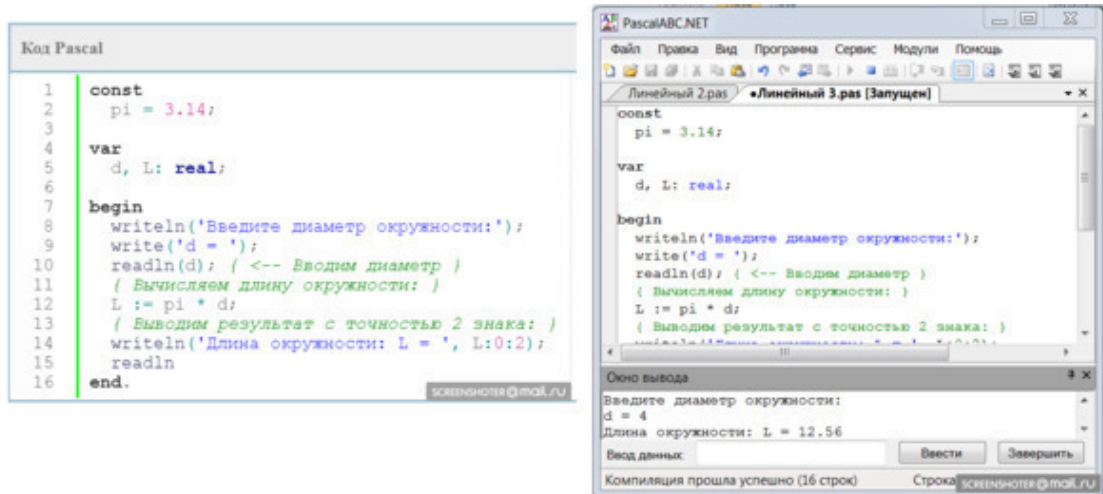 Код Pascal
1 const
2 pi = 3.14;
3
4 var
5 d, L: real;
6
7 begin
8 writeln('Введите диаметр окружности:');
9 write('d = ');
10 readln(d); { <-- Вводим диаметр }
11 { Вычисляем длину окружности: }
12 L := pi * d;
13 { Выводим результат с точностью 2 знака: }
14 writeln('Длина окружности: L = ', L:0:2);
15 readln
16 end.
SCREENSHOTER@mail.ru
PascalABC.NET
Файл Правка Вид Программа Сервис Модули Помощь
Линейный 2.pas •Линейный 3.pas [Запущен]
const
pi = 3.14;
var
d, L: real;
begin
writeln('Введите диаметр окружности:');
write('d = ');
readln(d); { <-- Вводим диаметр }
{ Вычисляем длину окружности: }
L := pi * d;
{ Выводим результат с точностью 2 знака: }
Окно вывода
Введите диаметр окружности:
d = 4
Длина окружности: L = 12.56
Ввод данных: Ввести Завершить
Компиляция прошла успешно (16 строк) Строка
SCREENSHOTER@mail.ru